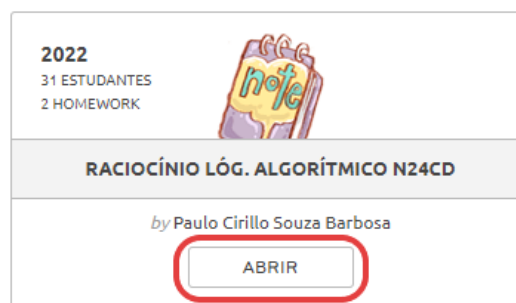 2022
31 ESTUDANTES
2 HOMEWORK
note
RACIOCÍNIO LÓG. ALGORÍTMICO N24CD
by Paulo Cirillo Souza Barbosa
ABRIR